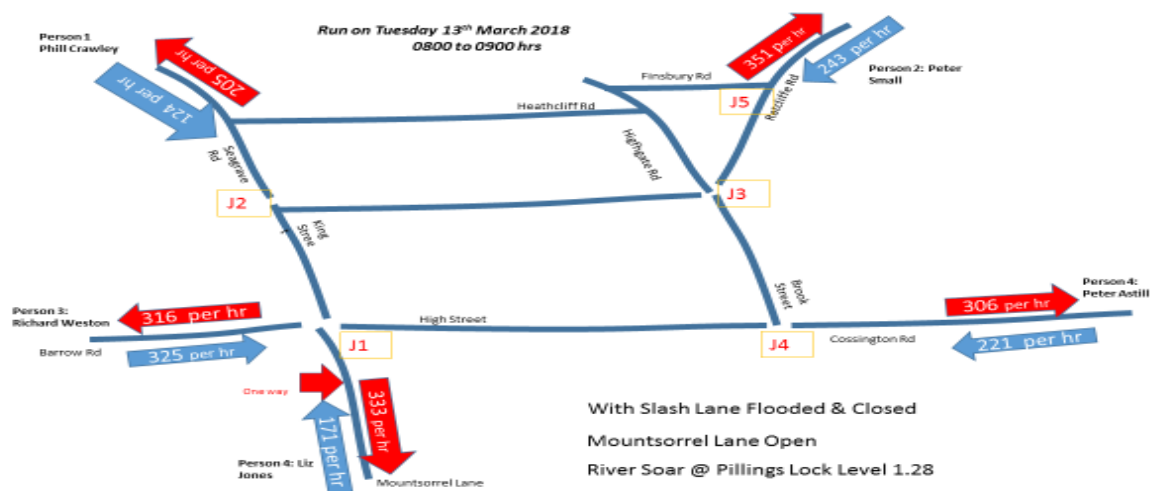 Run on Tuesday 13th March 2018
0800 to 0900 hrs
Person 1
Phill Crawley
205 per hr
124 per hr
351 per hr
243 per hr
Person 2: Peter
Small
Finsbury Rd
J5
Ratcliffe Rd
Heathcliff Rd
Higfhgate Rd
Seagrave
Rd
J2
J3
King
Stree
Brook
Street
Person 4:
Peter Astill
306 per hr
Person 3:
Richard Weston
316 per hr
High Street
Barrow Rd
325 per hr
J1
J4
Cossington Rd
221 per hr
One way
333 per hr
171 per hr
With Slash Lane Flooded & Closed
Mountsorrel Lane Open
River Soar @ Pillings Lock Level 1.28
Person 4: Liz
Jones
Mountsorrel Lane